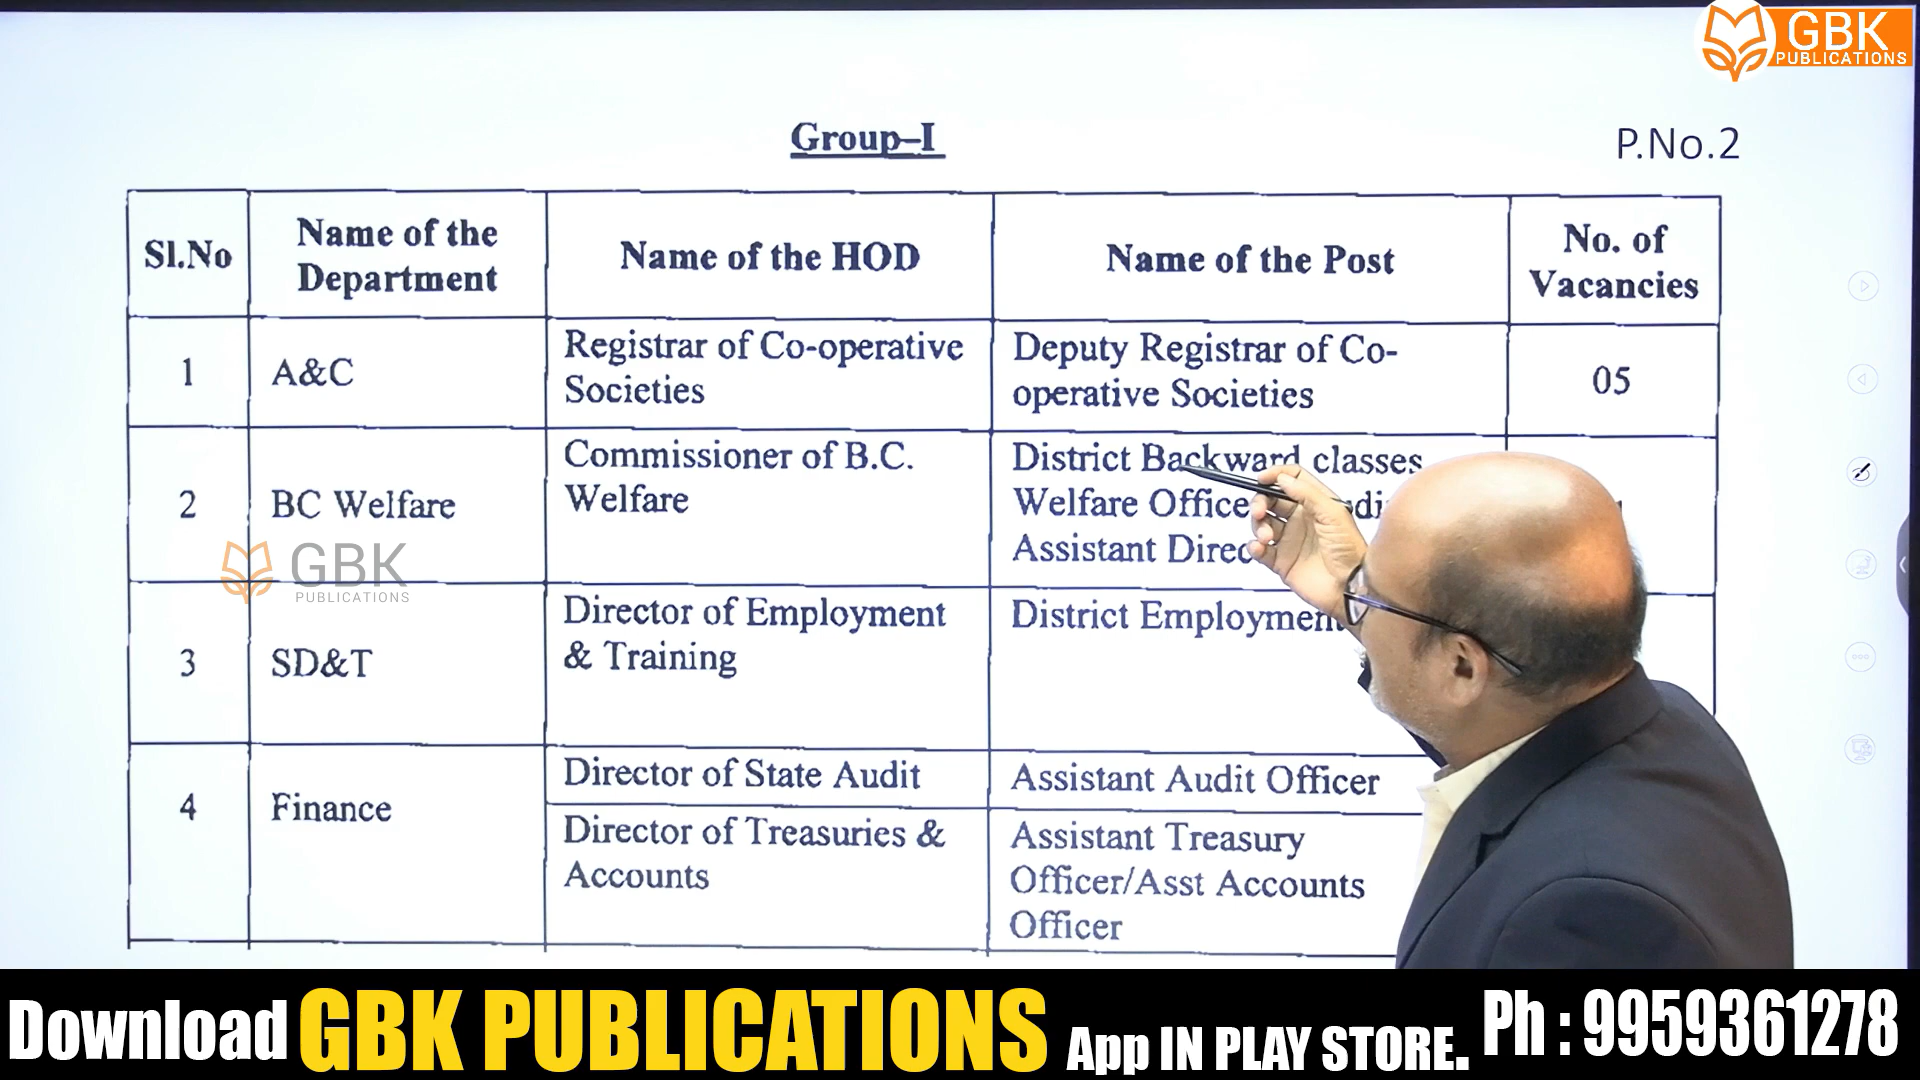 GBK
PUBLICATIONS
Group–I
P.No.2
Sl.No
Name of the
Department
Name of the HOD
Name of the Post
No. of
Vacancies
1
A&C
Registrar of Co-operative
Societies
Deputy Registrar of Co-
operative Societies
05
2
BC Welfare
Commissioner of B.C.
Welfare
District Backward classes
Welfare
Assistant
GBK
PUBLICATIONS
3
SD&T
Director of Employment
& Training
District
4
Finance
Director of State Audit
Assistant Audit Officer
Director of Treasuries &
Accounts
Assistant Treasury
Officer/Asst Accounts
Officer
Download GBK PUBLICATIONS App IN PLAY STORE. Ph : 9959361278